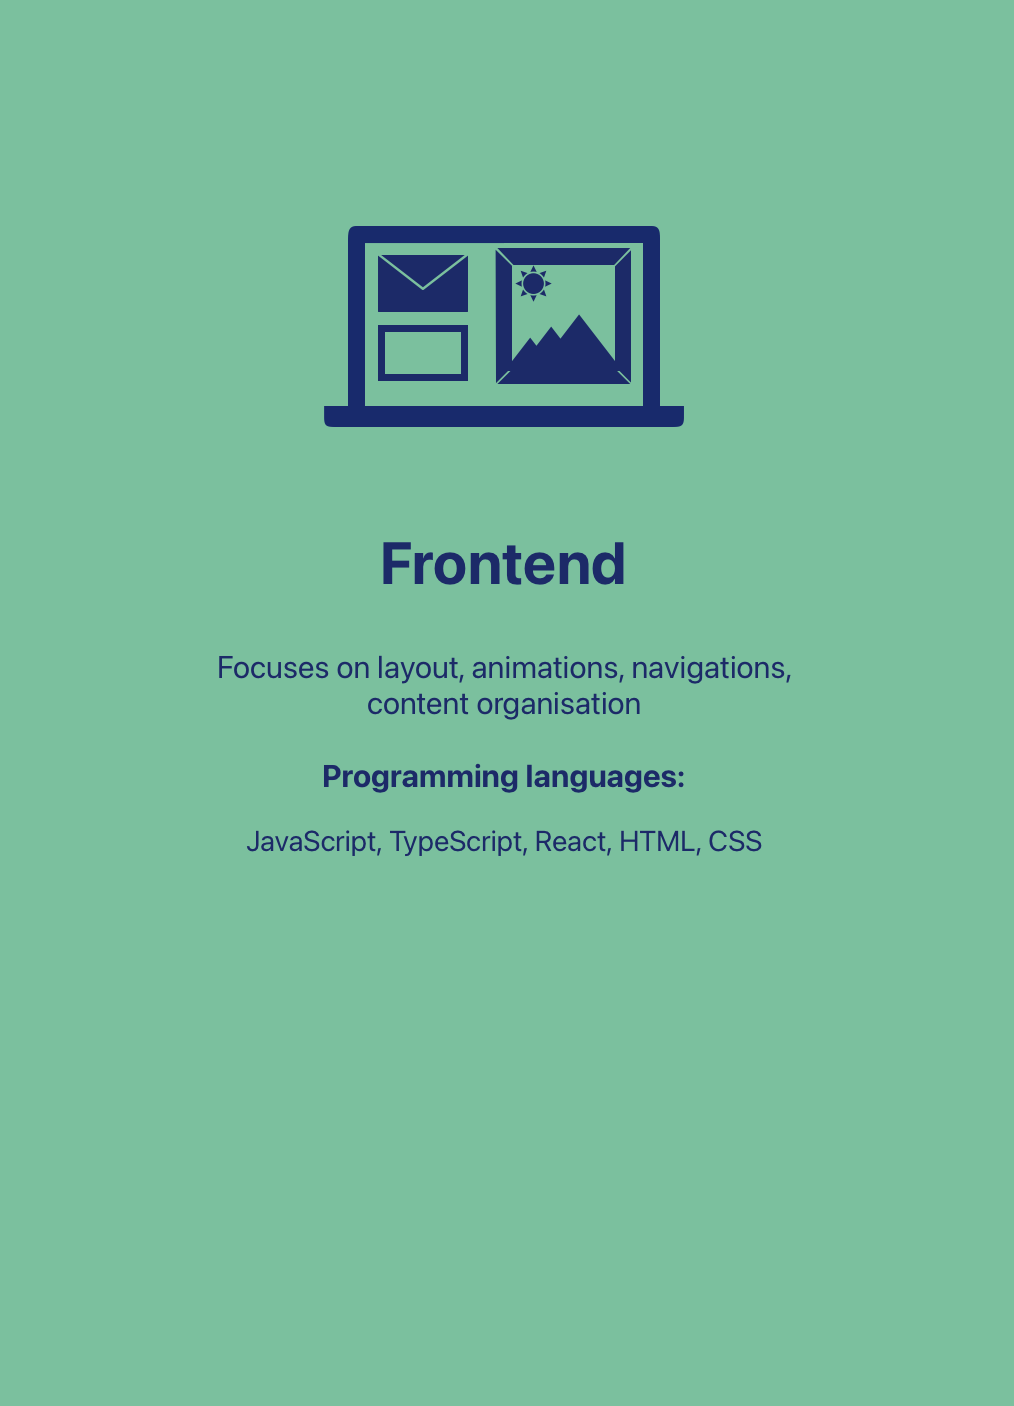 Frontend
Focuses on layout, animations, navigations,
content organisation
Programming languages:
JavaScript, TypeScript, React, HTML, CSS